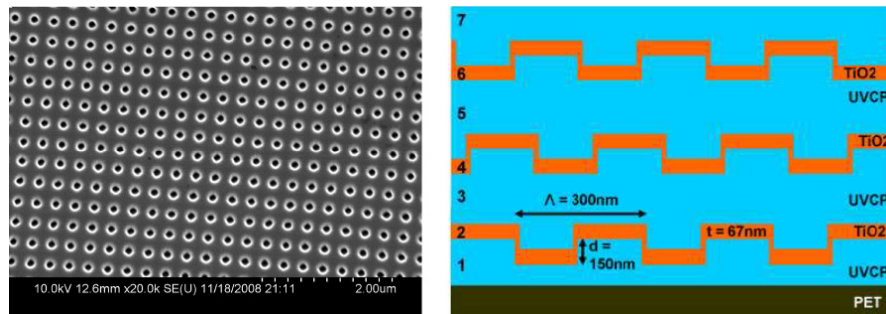 10.0kV 12.6mm x20.0k SE(U) 11/18/2008 21:11
2.00um
7
6
TiO2
UVCP
5
TiO2
4
3
Λ = 300nm
UVCP
2
t = 67nm
TiO2
d =
150nm
1
UVCP
PET